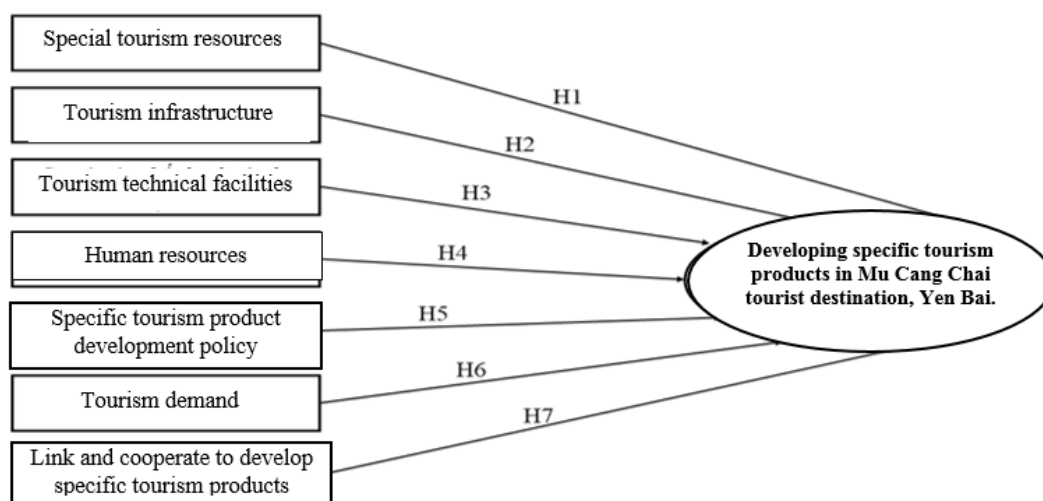 Special tourism resources
H1
Tourism infrastructure
H2
Tourism technical facilities
H3
Human resources
H4
Specific tourism product
development policy
H5
Tourism demand
H6
Link and cooperate to develop
specific tourism products
H7
Developing specific tourism
products in Mu Cang Chai
tourist destination, Yen Bai.